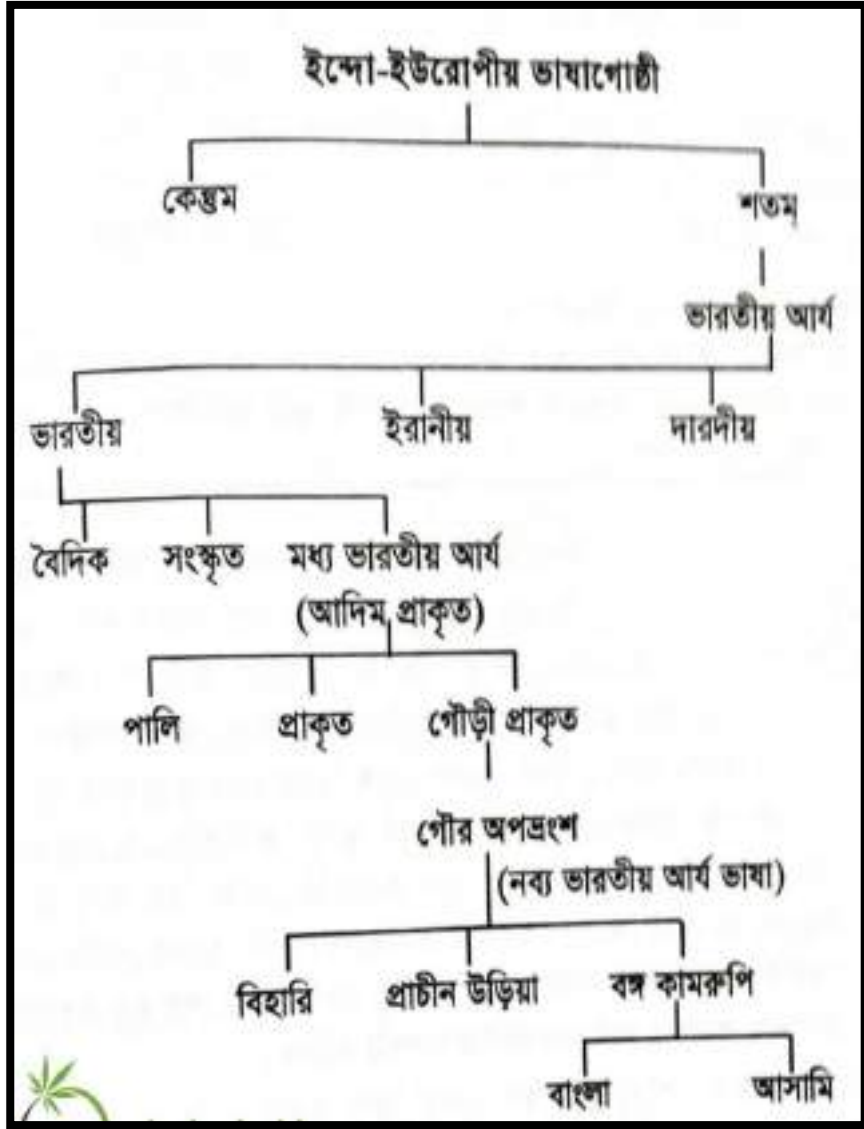 ইন্দো-ইউরোপীয় ভাষাগোষ্ঠী
কেন্তুম
শতম্
ভারতীয় আর্য
ভারতীয়
ইরানীয়
দারদীয়
বৈদিক
সংস্কৃত
মধ্য ভারতীয় আর্য
(আদিম প্রাকৃত)
পালি
প্রাকৃত
গৌড়ী প্রাকৃত
গৌর অপভ্রংশ
(নব্য ভারতীয় আর্য ভাষা)
বিহারি
প্রাচীন উড়িয়া
বঙ্গ কামরুপি
বাংলা
আসামি